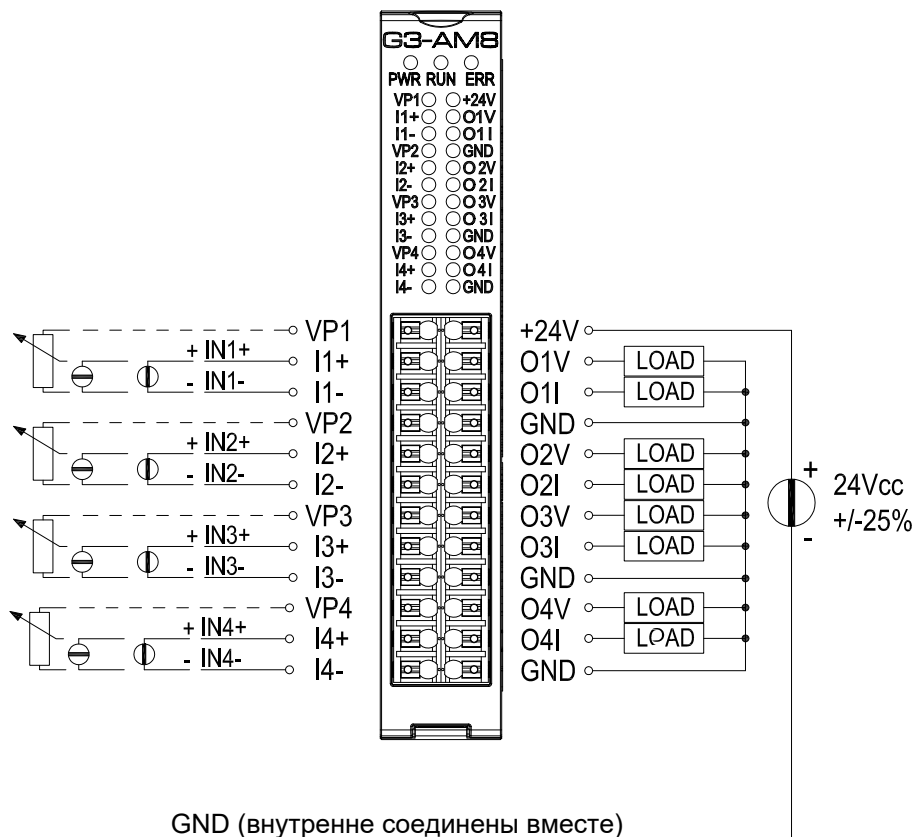 G3-AM8
PWR RUN ERR
VP1 +24V
I1+ O1V
I1- O1I
VP2 GND
I2+ O2V
I2- O2I
VP3 O3V
I3+ O3I
I3- GND
VP4 O4V
I4+ O4I
I4- GND
VP1 +24V
+ IN1+ I1+ O1V LOAD
- IN1- I1- O1I LOAD
VP2 GND
+ IN2+ I2+ O2V LOAD
- IN2- I2- O2I LOAD
VP3 O3V LOAD
+ IN3+ I3+ O3I LOAD
- IN3- I3- GND
VP4 O4V LOAD
+ IN4+ I4+ O4I LOAD
- IN4- I4- GND
+ 24Vcc
- +/-25%
GND (внутренне соединены вместе)